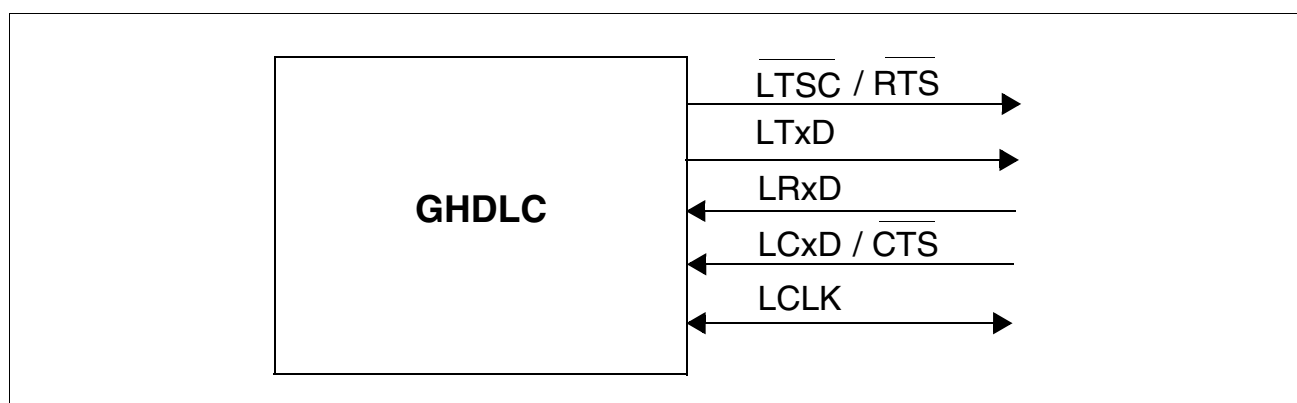 LTSC / RTS
LTxD
LRxD
GHDLC
LCxD / CTS
LCLK